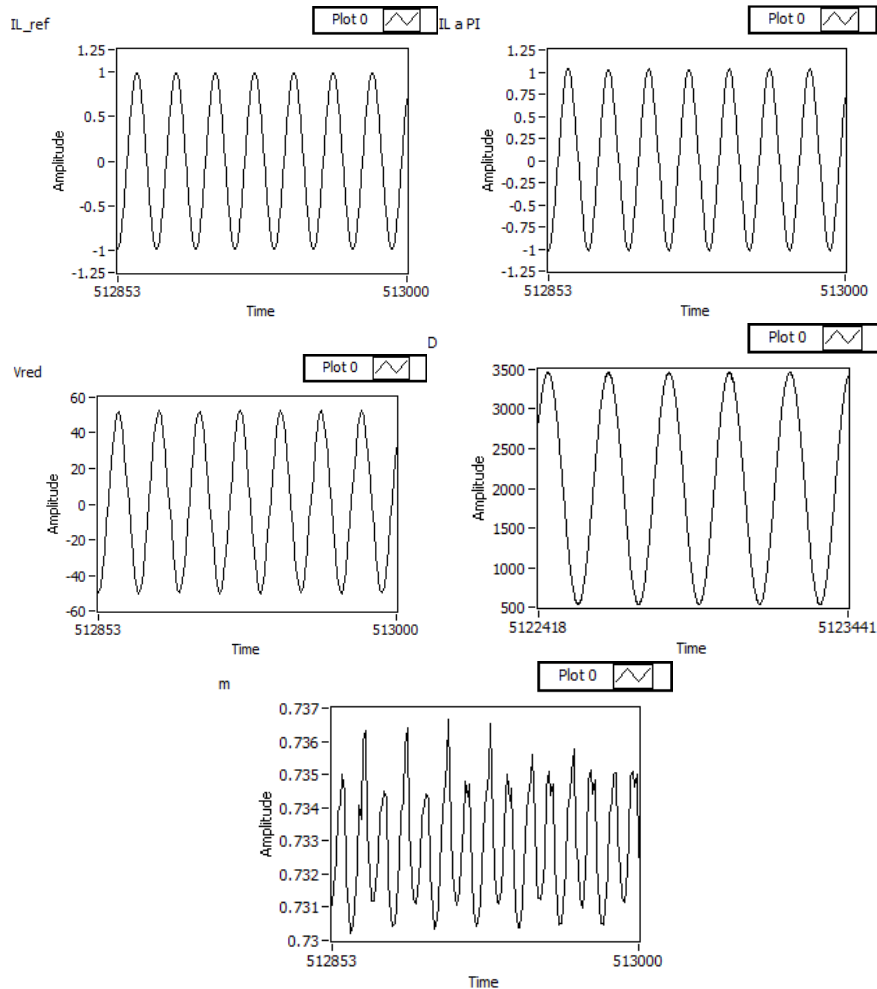 IL_ref
Plot 0
1.25
1
0.5
0
-0.5
-1
-1.25
Amplitude
512853
513000
Time
IL a PI
Plot 0
1.25
1
0.75
0.5
0.25
0
-0.25
-0.5
-0.75
-1
-1.25
Amplitude
512853
513000
Time
Vred
Plot 0
60
40
20
0
-20
-40
-60
Amplitude
512853
513000
Time
D
Plot 0
3500
3000
2500
2000
1500
1000
500
Amplitude
5122418
5123441
Time
m
Plot 0
0.737
0.736
0.735
0.734
0.733
0.732
0.731
0.73
Amplitude
512853
513000
Time